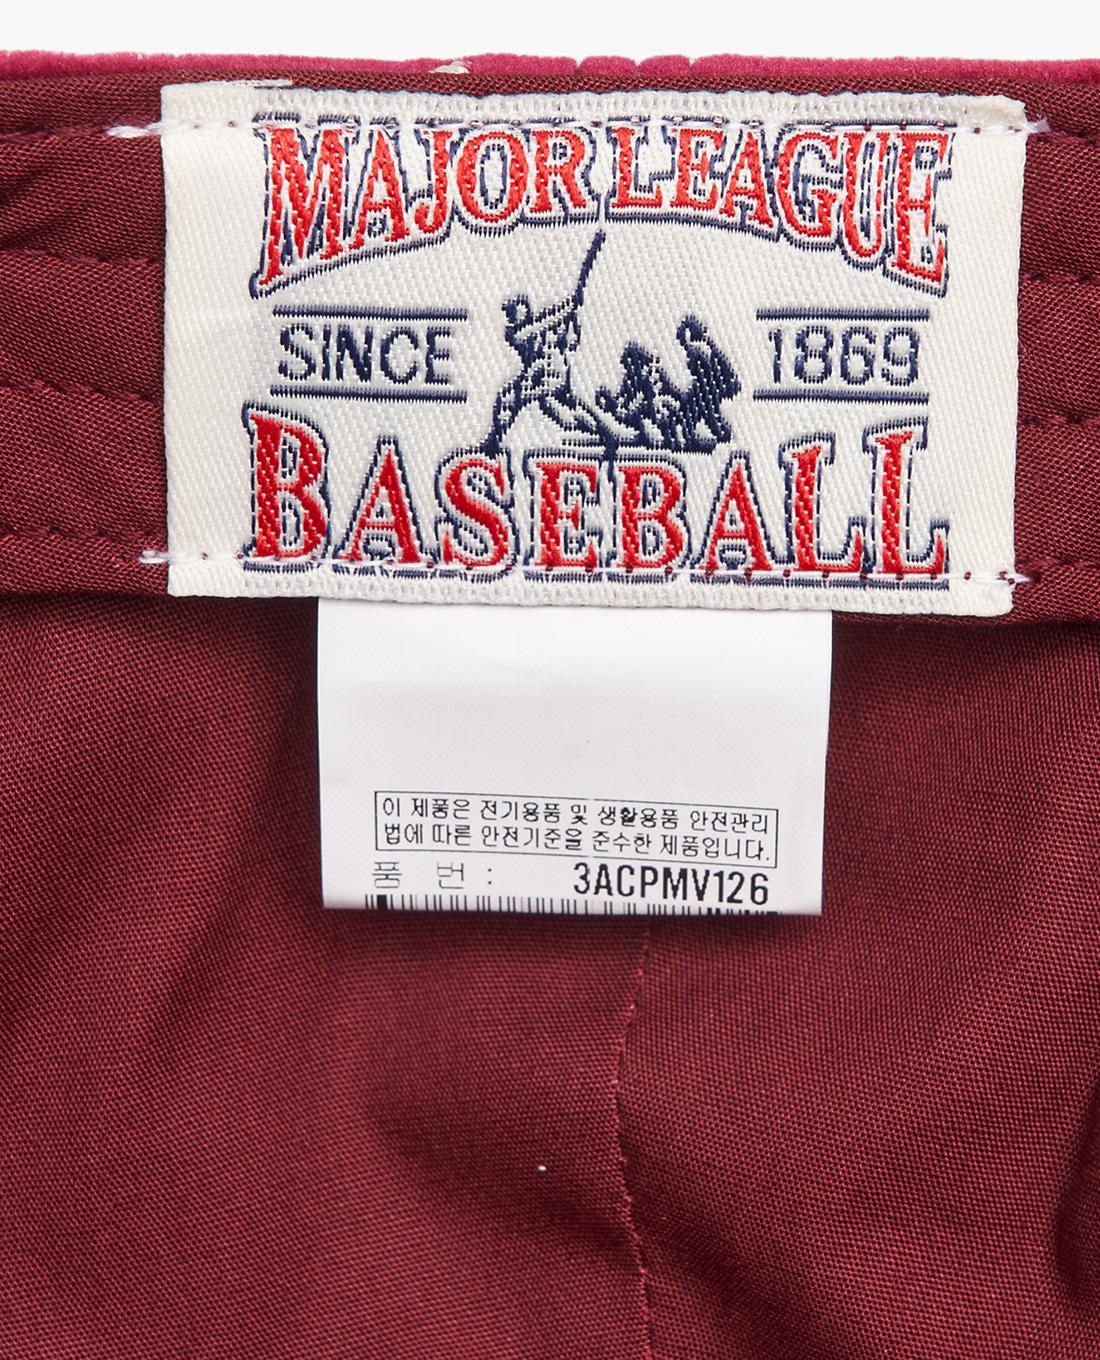 MAJOR LEAGUE
SINCE 1869
BASEBALL
이 제품은 전기용품 및 생활용품 안전관리
법에 따른 안전기준을 준수한 제품입니다.
품 번 : 3ACPMV126